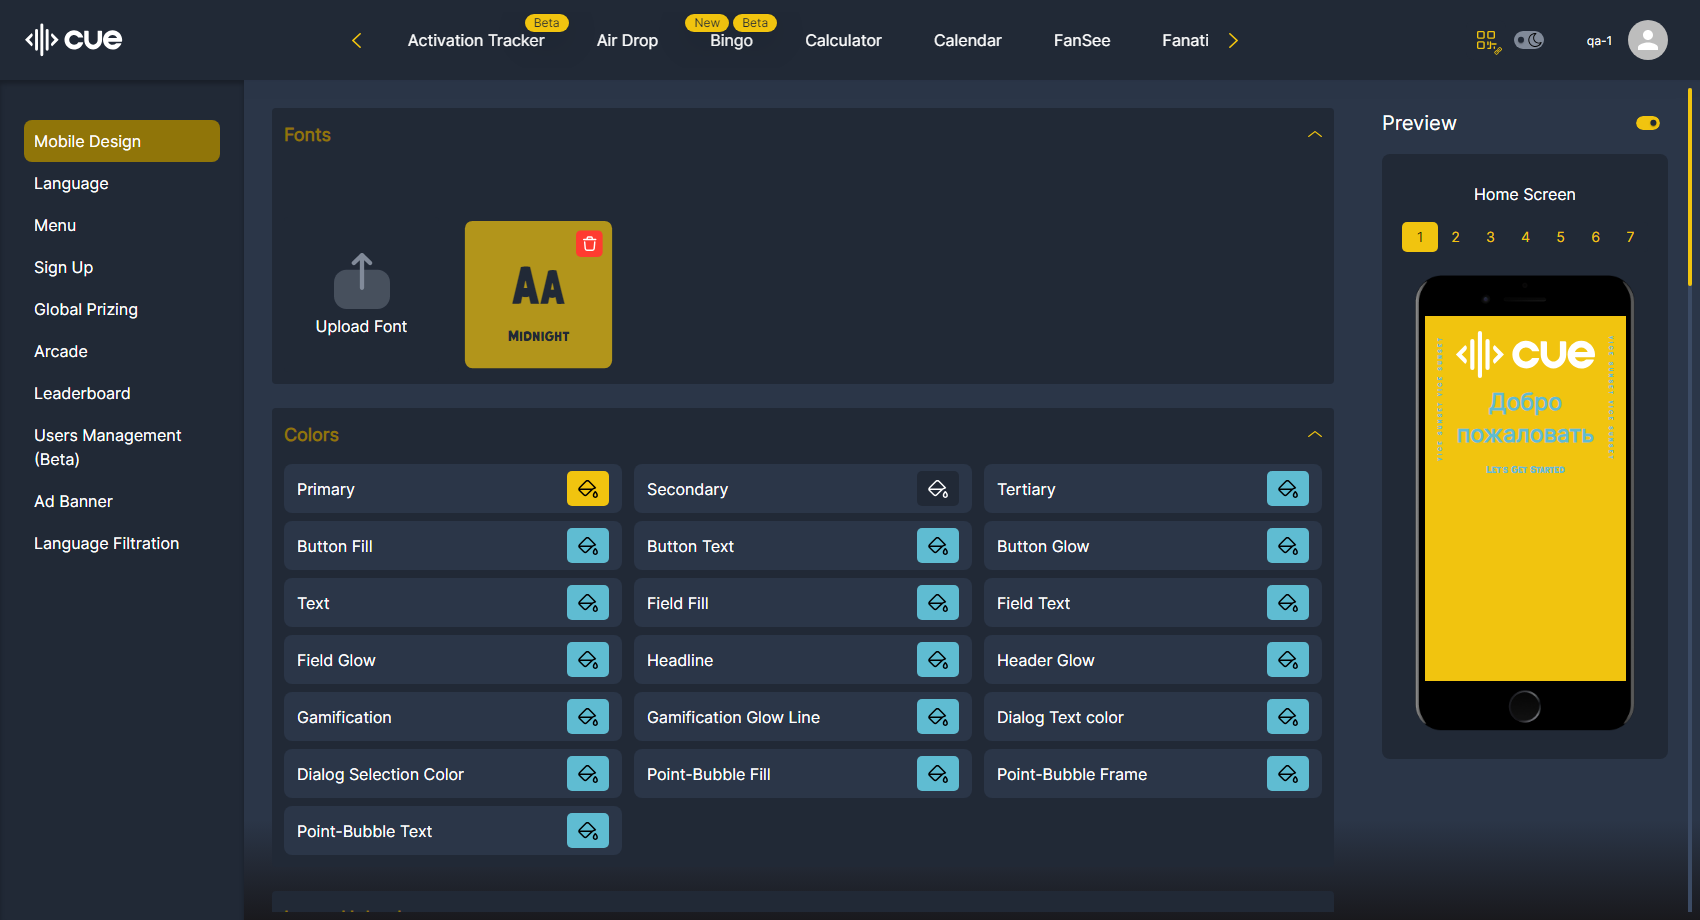 cue
Beta
New
Beta
Activation Tracker
Air Drop
Bingo
Calculator
Calendar
FanSee
Fanati
qa-1
Mobile Design
Language
Menu
Sign Up
Global Prizing
Arcade
Leaderboard
Users Management
(Beta)
Ad Banner
Language Filtration
Fonts
Upload Font
AA
MIDNIGHT
Colors
Primary
Secondary
Tertiary
Button Fill
Button Text
Button Glow
Text
Field Fill
Field Text
Field Glow
Headline
Header Glow
Gamification
Gamification Glow Line
Dialog Text color
Dialog Selection Color
Point-Bubble Fill
Point-Bubble Frame
Point-Bubble Text
Preview
Home Screen
1 2 3 4 5 6 7
cue
Добро
пожаловать
LET'S GET STARTED